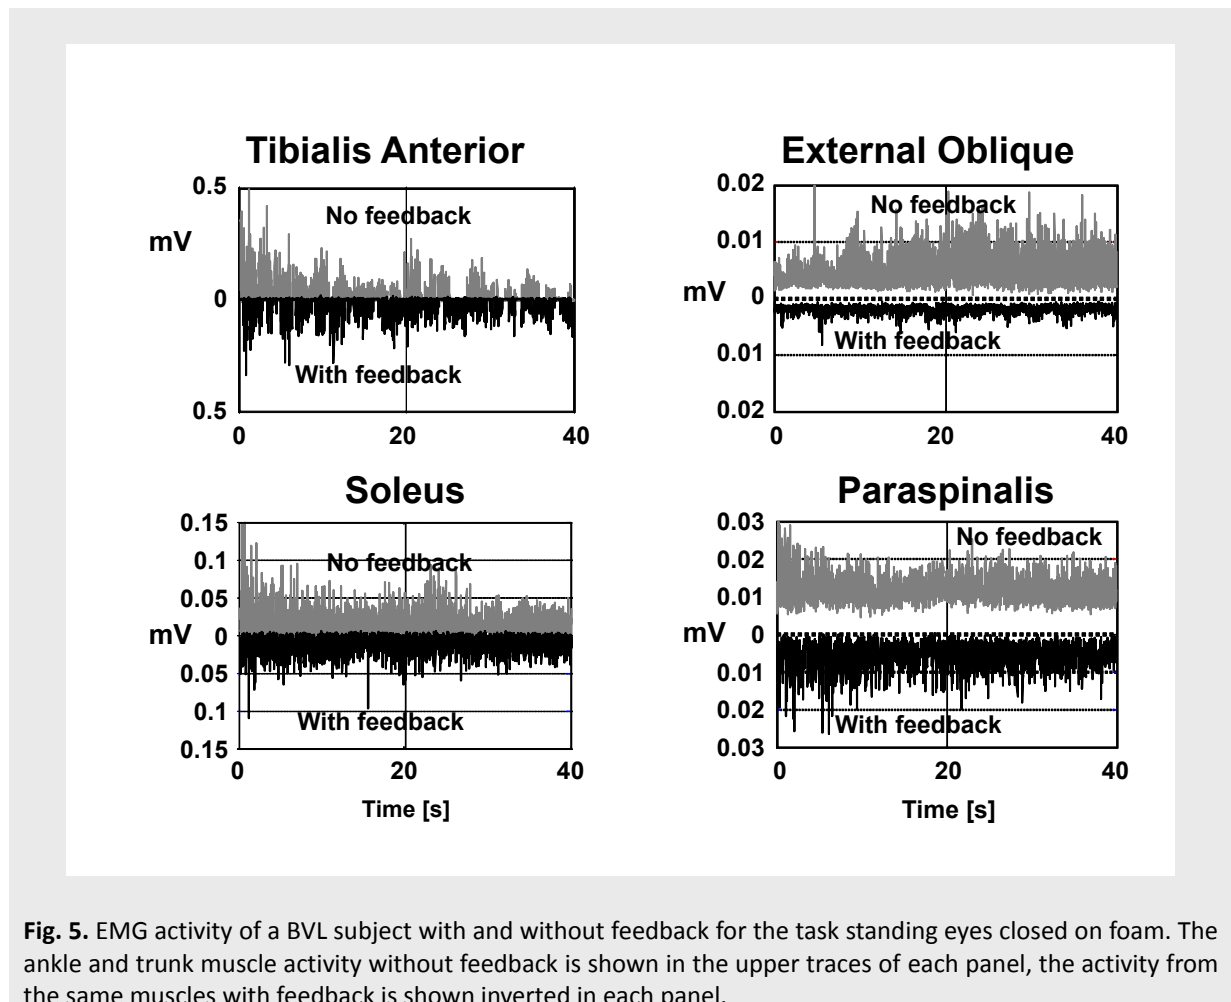 Tibialis Anterior
0.5
No feedback
mV
0
With feedback
0.5
0 20 40
External Oblique
0.02
No feedback
0.01
mV 0
With feedback
0.01
0.02
0 20 40
Soleus
0.15
0.1
No feedback
0.05
mV 0
0.05
0.1
With feedback
0.15
0 20 40
Time [s]
Paraspinalis
0.03
No feedback
0.02
0.01
mV 0
0.01
0.02
With feedback
0.03
0 20 40
Time [s]
Fig. 5. EMG activity of a BVL subject with and without feedback for the task standing eyes closed on foam. The
ankle and trunk muscle activity without feedback is shown in the upper traces of each panel, the activity from
the same muscles with feedback is shown inverted in each panel.